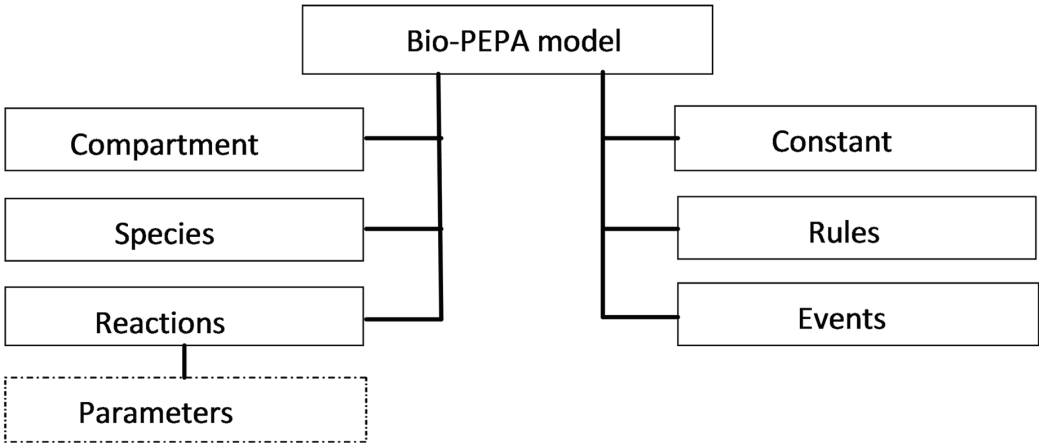 Bio-PEPA model
Compartment
Constant
Species
Rules
Reactions
Events
Parameters